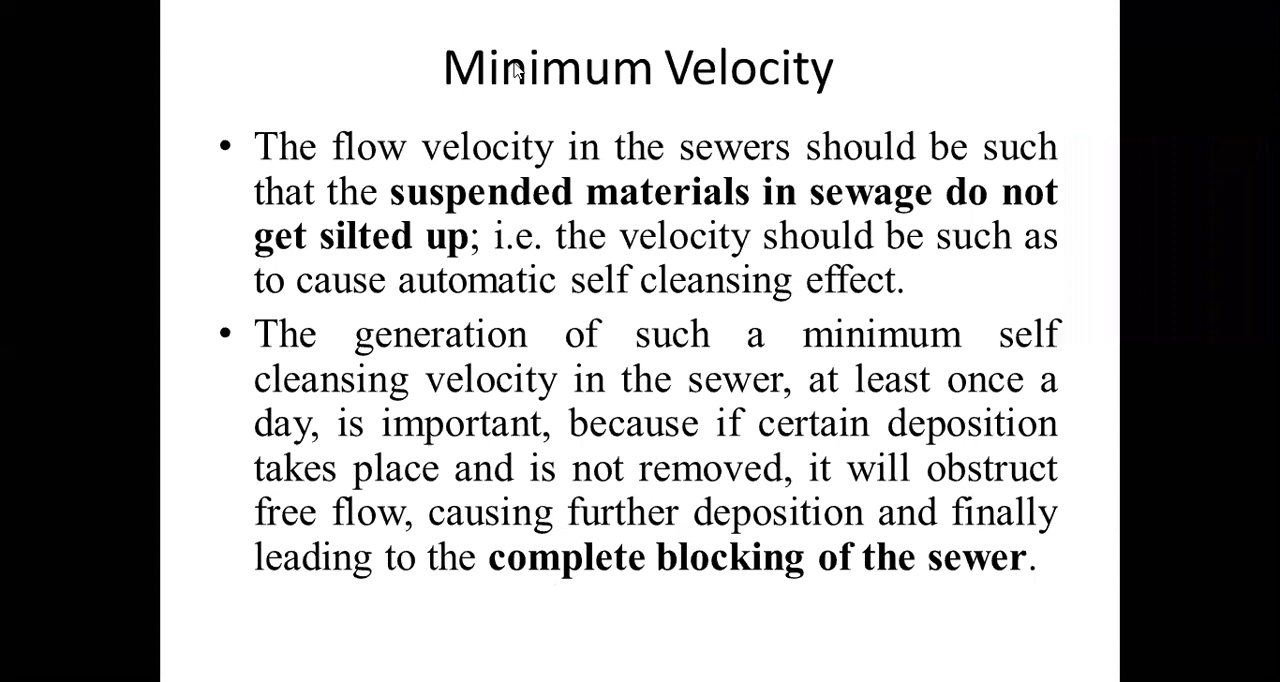 Minimum Velocity
• The flow velocity in the sewers should be such
that the suspended materials in sewage do not
get silted up; i.e. the velocity should be such as
to cause automatic self cleansing effect.
• The generation of such a minimum self
cleansing velocity in the sewer, at least once a
day, is important, because if certain deposition
takes place and is not removed, it will obstruct
free flow, causing further deposition and finally
leading to the complete blocking of the sewer.